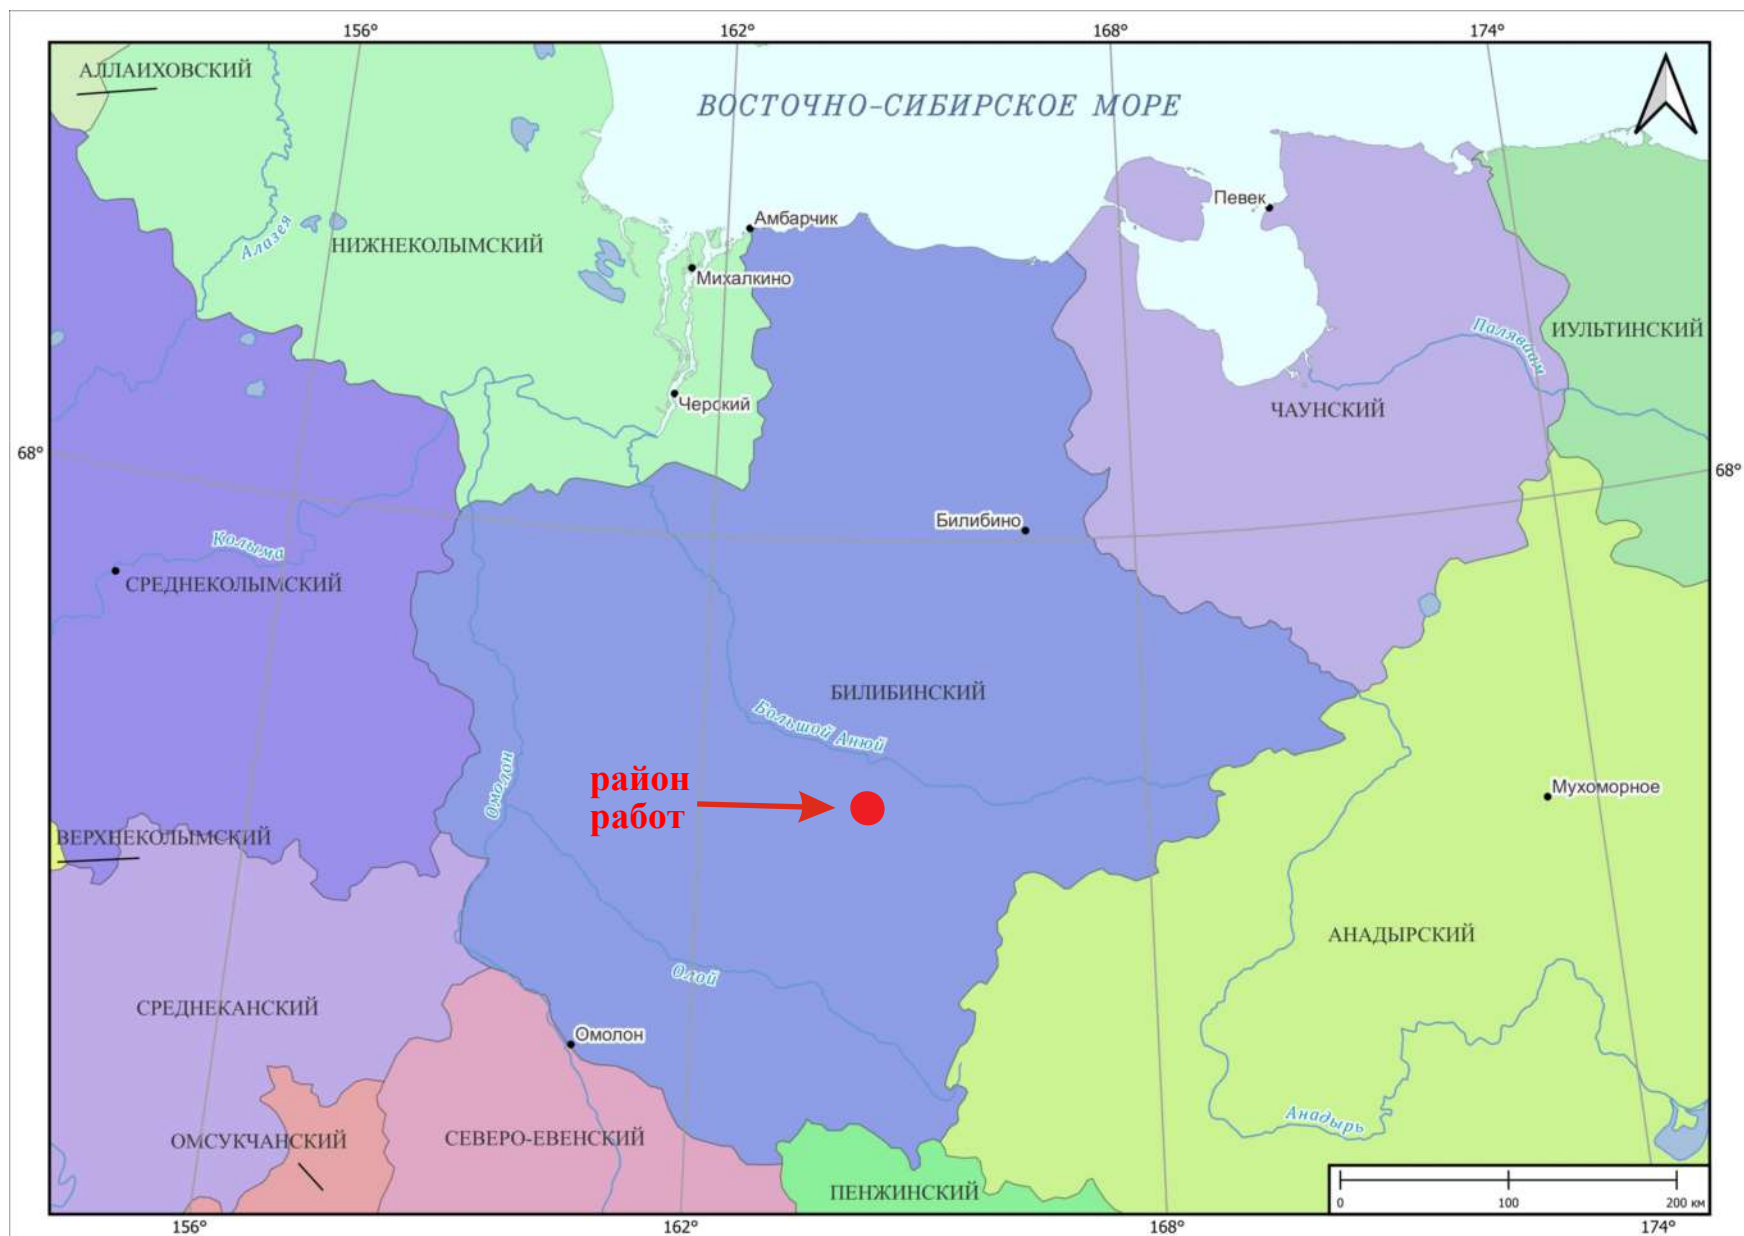 156°
162°
168°
174°
АЛЛАИХОВСКИЙ
ВОСТОЧНО-СИБИРСКОЕ МОРЕ
Певек
Амбарчик
Алазея
НИЖНЕКОЛЫМСКИЙ
Михалкино
Паляваам
ИУЛЬТИНСКИЙ
Черский
ЧАУНСКИЙ
68°
68°
Билибино
Колыма
СРЕДНЕКОЛЫМСКИЙ
БИЛИБИНСКИЙ
Большой Анюй
Омолон
район
работ
Мухоморное
ВЕРХНЕКОЛЫМСКИЙ
АНАДЫРСКИЙ
Олой
СРЕДНЕКАНСКИЙ
Омолон
Анадырь
ОМСУКЧАНСКИЙ
СЕВЕРО-ЕВЕНСКИЙ
ПЕНЖИНСКИЙ
0
100
200 км
156°
162°
168°
174°